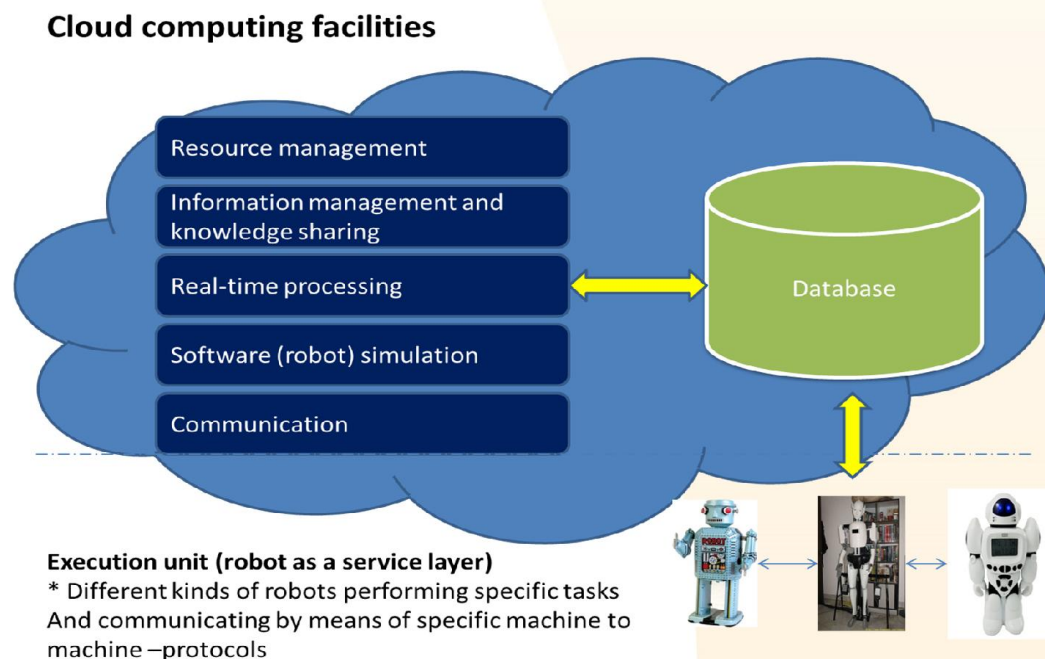 Cloud computing facilities
Resource management
Information management and
knowledge sharing
Real-time processing
Software (robot) simulation
Communication
Database
ROBOT
Execution unit (robot as a service layer)
* Different kinds of robots performing specific tasks
And communicating by means of specific machine to
machine –protocols